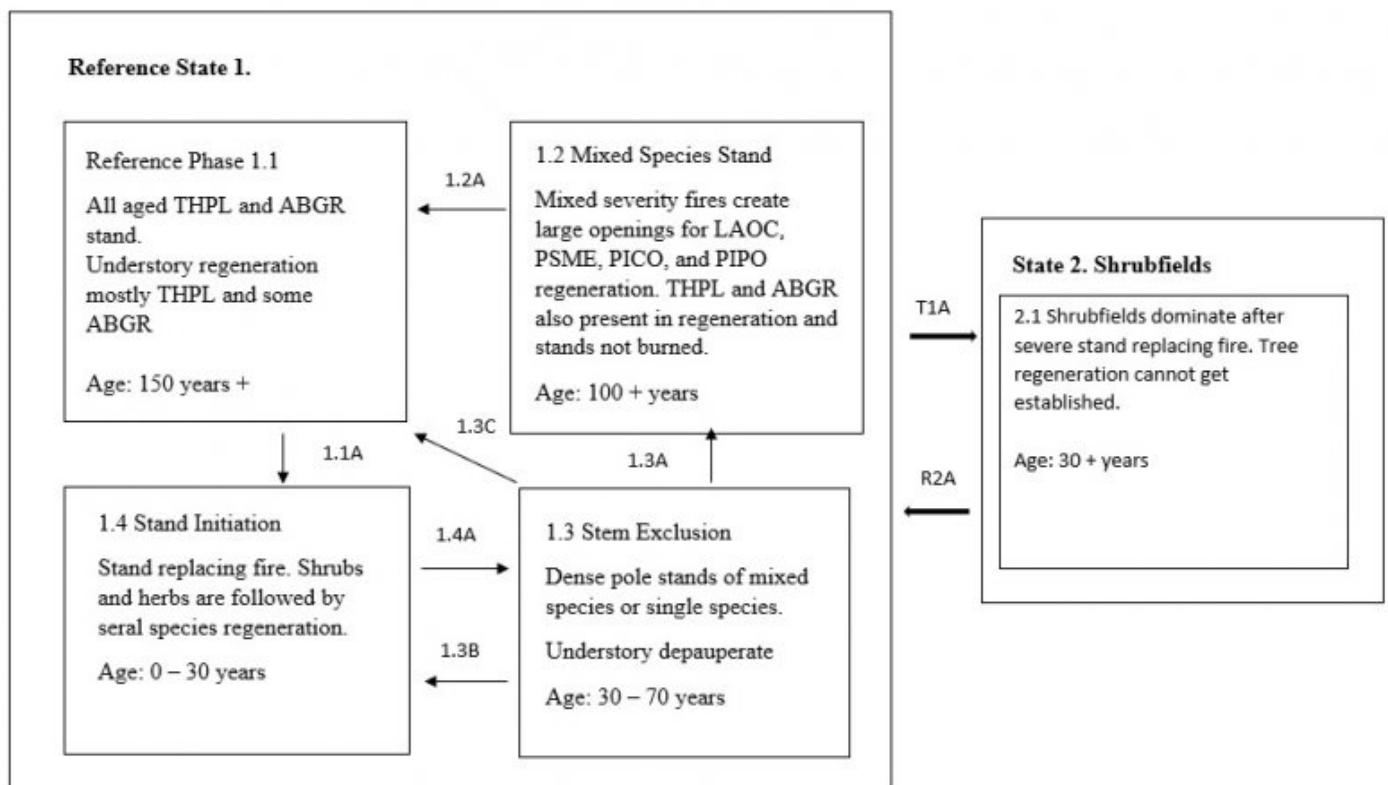 Reference State 1.
Reference Phase 1.1
All aged THPL and ABGR
stand.
Understory regeneration
mostly THPL and some
ABGR
Age: 150 years +
1.2A
1.2 Mixed Species Stand
Mixed severity fires create
large openings for LAOC,
PSME, PICO, and PIPO
regeneration. THPL and ABGR
also present in regeneration and
stands not burned.
Age: 100 + years
1.1A
1.3C
1.3A
1.4 Stand Initiation
Stand replacing fire. Shrubs
and herbs are followed by
seral species regeneration.
Age: 0 – 30 years
1.4A
1.3B
1.3 Stem Exclusion
Dense pole stands of mixed
species or single species.
Understory depauperate
Age: 30 – 70 years
T1A
R2A
State 2. Shrubfields
2.1 Shrubfields dominate after
severe stand replacing fire. Tree
regeneration cannot get
established.
Age: 30 + years